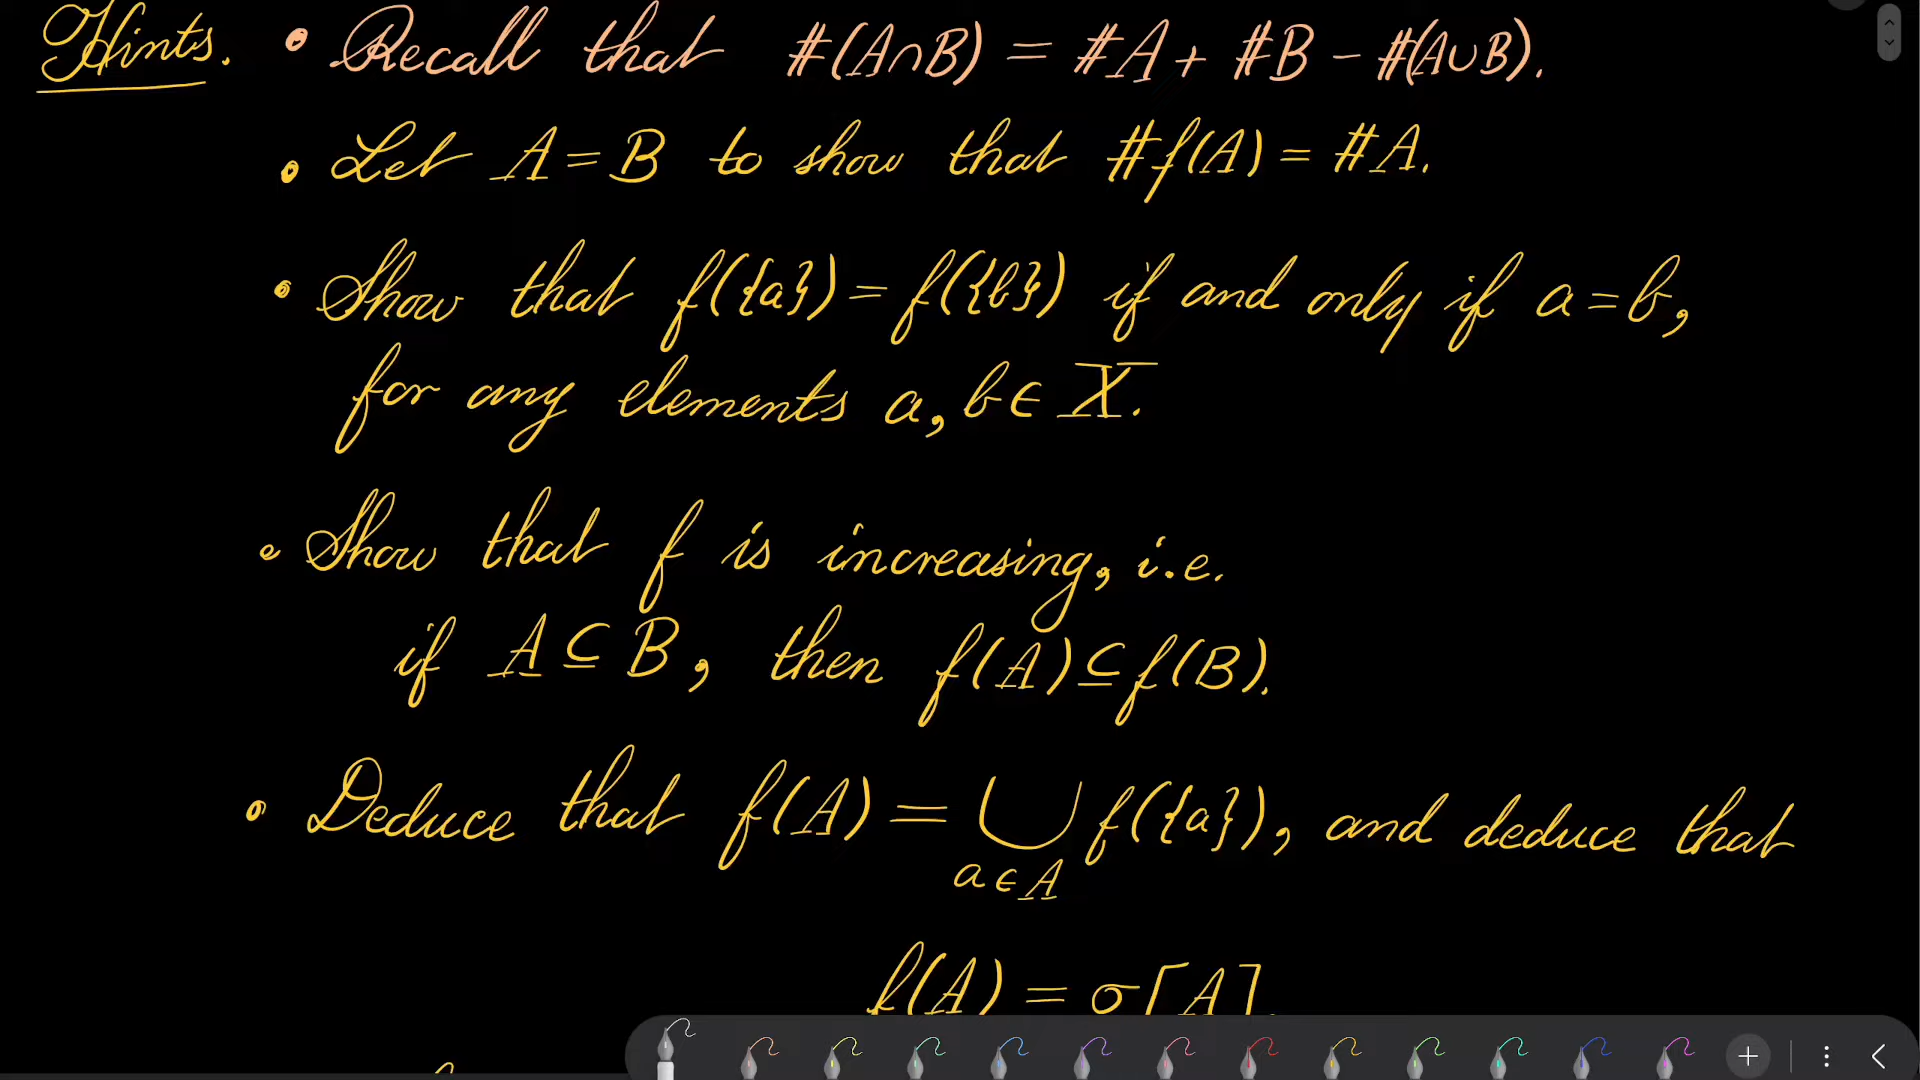 Hints. • Recall that #(A∩B) = #A + #B - #(A∪B).
• Let A = B to show that #f(A) = #A.
• Show that f({a}) = f({b}) if and only if a = b,
for any elements a, b ∈ X.
• Show that f is increasing, i.e.
if A ⊆ B, then f(A) ⊆ f(B).
• Deduce that f(A) = ⋃ f({a}), and deduce that
a ∈ A
f(A) = σ[A].